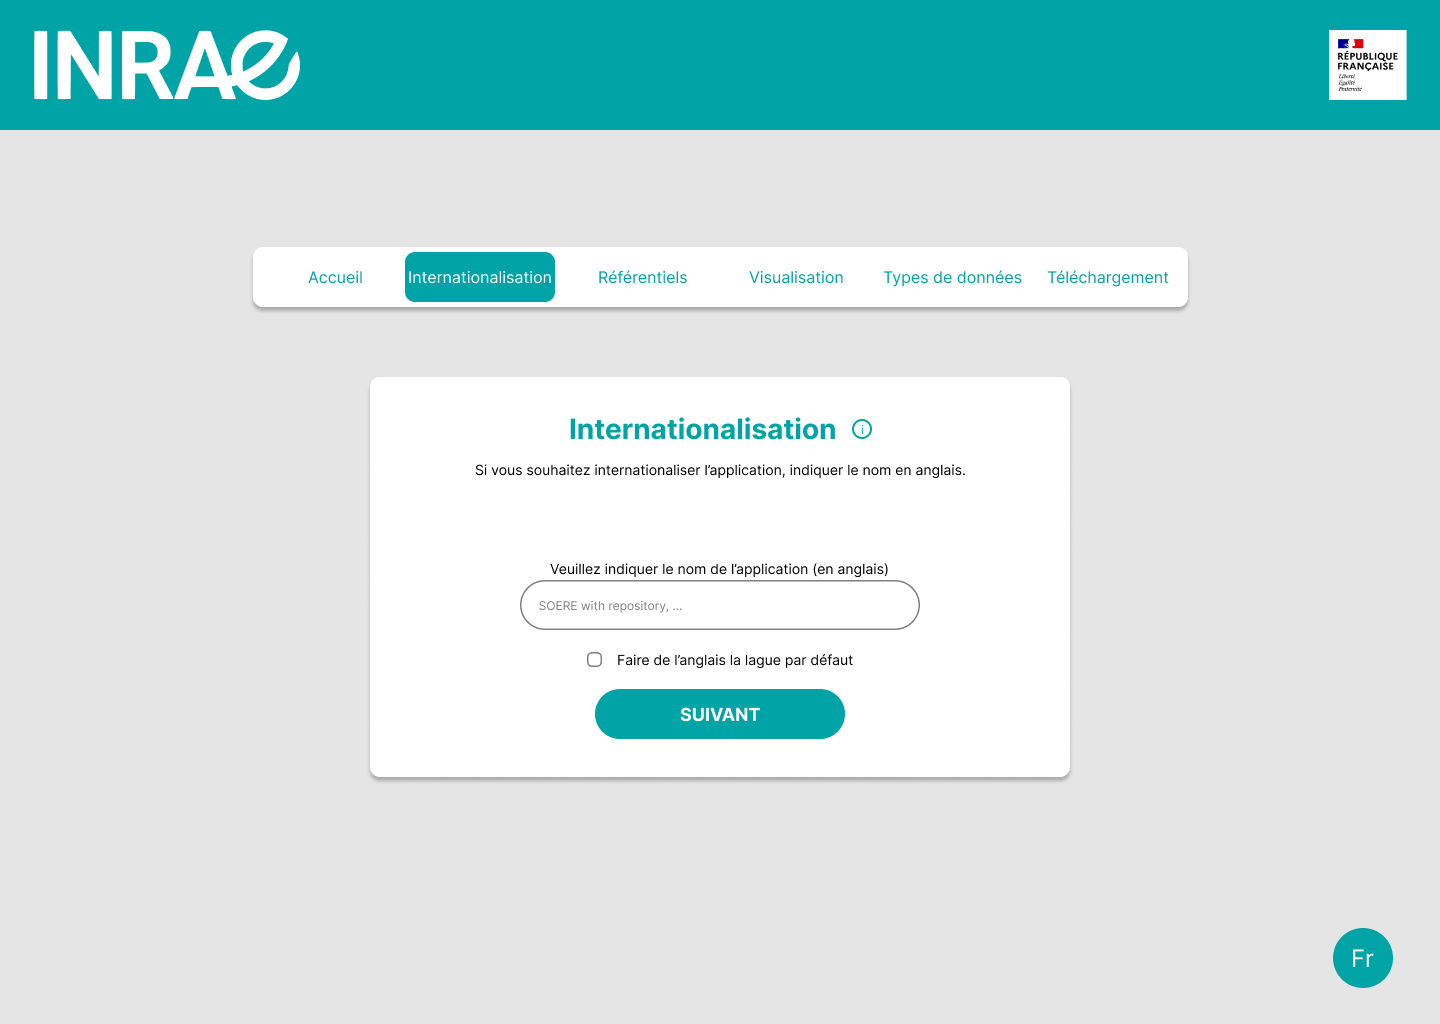 INRAE
RÉPUBLIQUE
FRANÇAISE
Liberté
Égalité
Fraternité
Accueil Internationalisation Référentiels Visualisation Types de données Téléchargement
Internationalisation i
Si vous souhaitez internationaliser l’application, indiquer le nom en anglais.
Veuillez indiquer le nom de l’application (en anglais)
SOERE with repository, ...
Faire de l’anglais la lague par défaut
SUIVANT
Fr